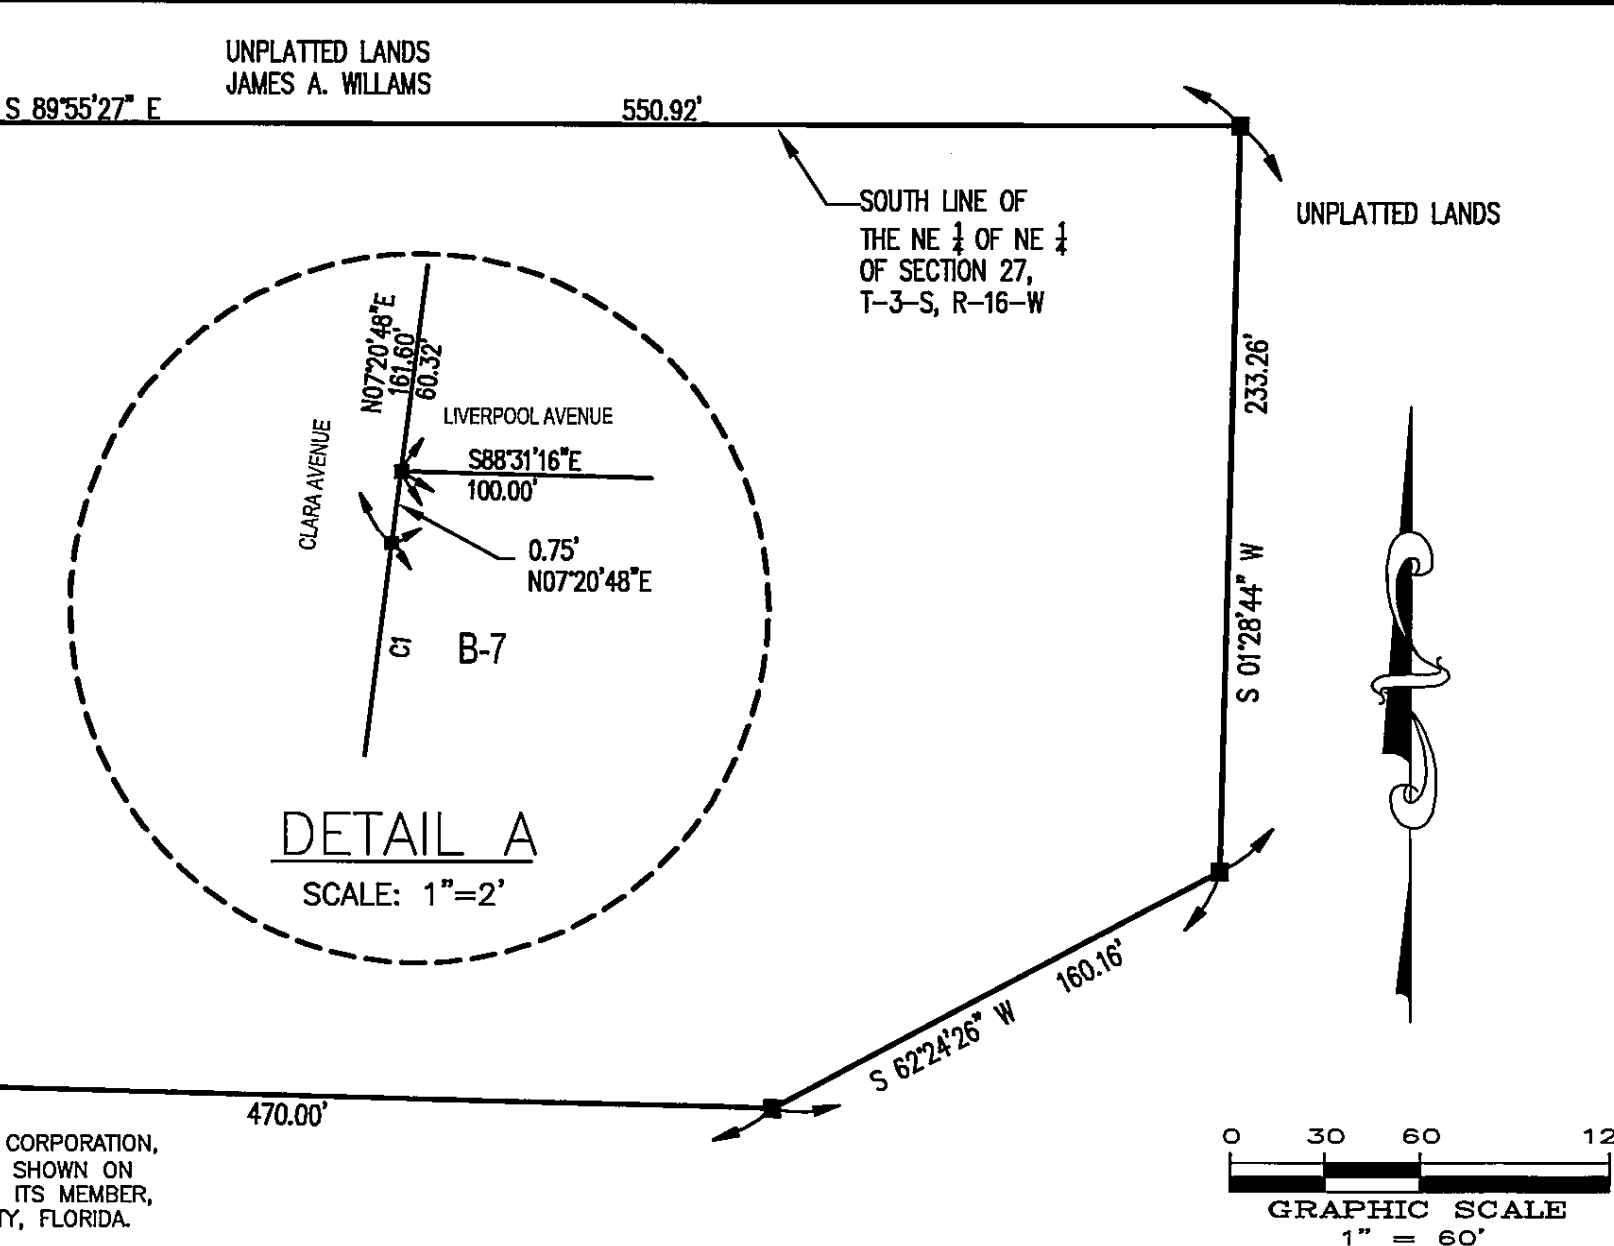 UNPLATTED LANDS
JAMES A. WILLAMS
S 89°55'27" E
550.92'
SOUTH LINE OF
THE NE 1/4 OF NE 1/4
OF SECTION 27,
T-3-S, R-16-W
UNPLATTED LANDS
N07°20'48"E
161.60'
60.32'
LIVERPOOL AVENUE
S88°31'16"E
100.00'
CLARA AVENUE
0.75'
N07°20'48"E
C1
B-7
DETAIL A
SCALE: 1"=2'
233.26'
S 01°28'44" W
160.16'
S 62°24'26" W
470.00'
CORPORATION,
SHOWN ON
ITS MEMBER,
TY, FLORIDA.
0 30 60 12
GRAPHIC SCALE
1" = 60'